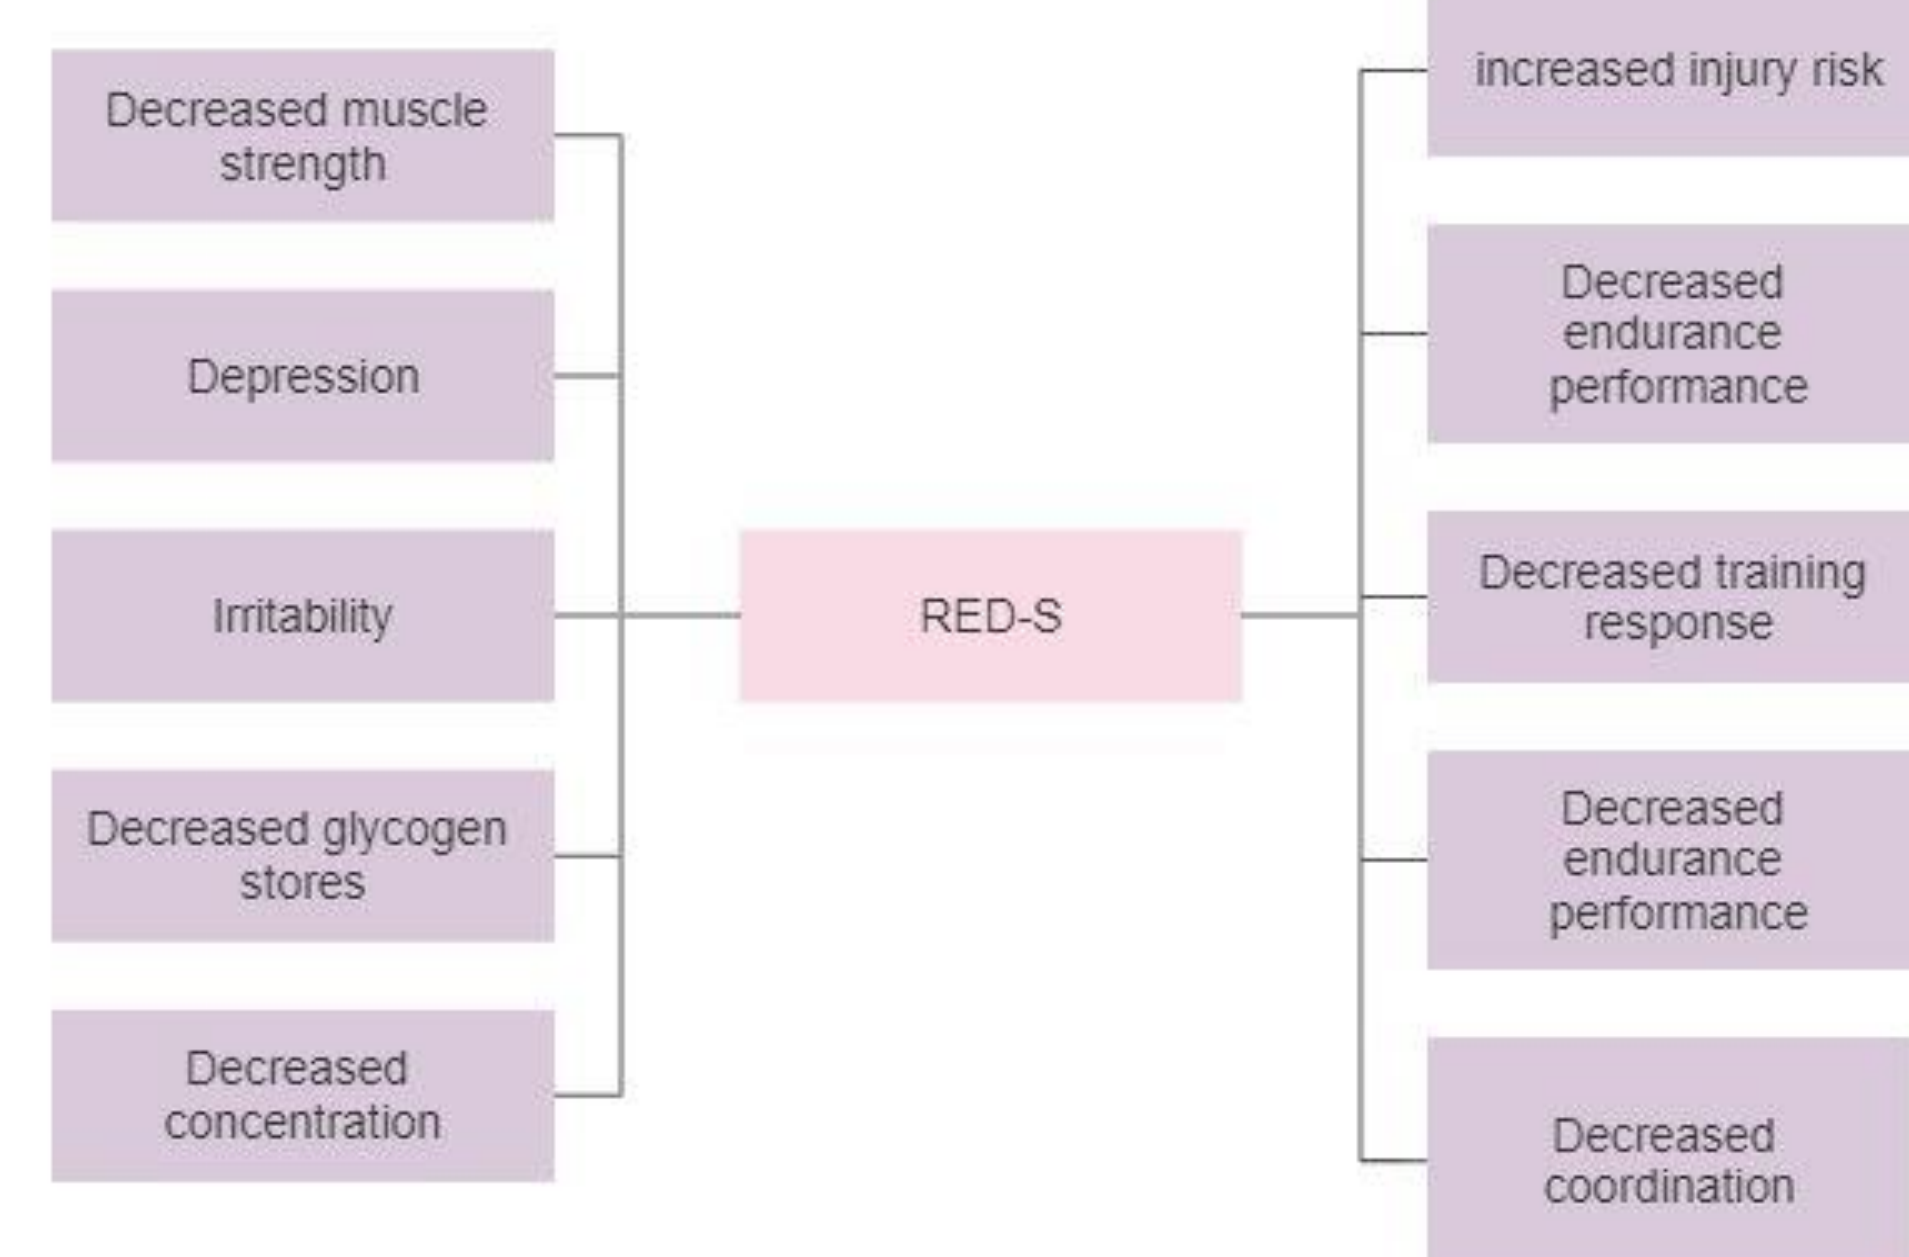 Decreased muscle
strength
Depression
Irritability
Decreased glycogen
stores
Decreased
concentration
RED-S
increased injury risk
Decreased
endurance
performance
Decreased training
response
Decreased
endurance
performance
Decreased
coordination